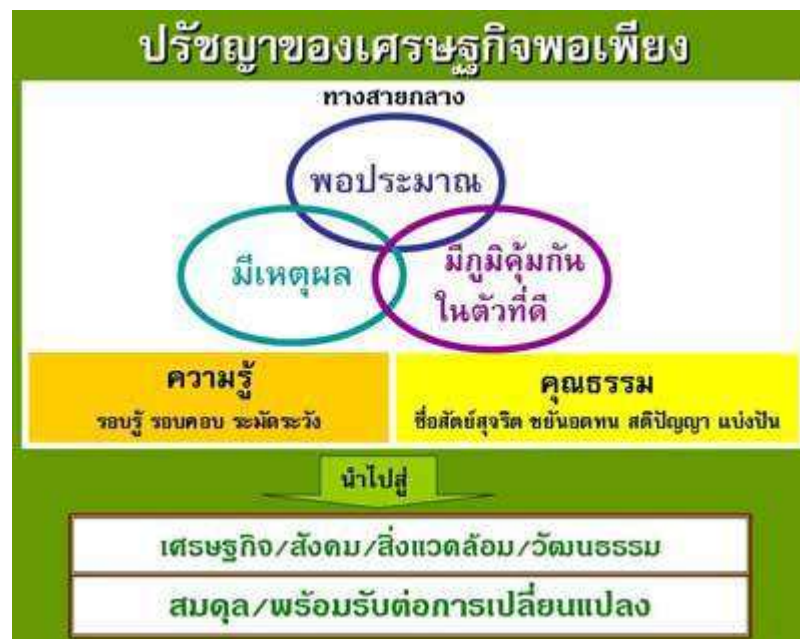 ปรัชญาของเศรษฐกิจพอเพียง
ทางสายกลาง
พอประมาณ
มีเหตุผล
มีภูมิคุ้มกัน
ในตัวที่ดี
ความรู้
รอบรู้ รอบคอบ ระมัดระวัง
คุณธรรม
ซื่อสัตย์สุจริต ขยันอดทน สติปัญญา แบ่งปัน
นำไปสู่
เศรษฐกิจ/สังคม/สิ่งแวดล้อม/วัฒนธรรม
สมดุล/พร้อมรับต่อการเปลี่ยนแปลง